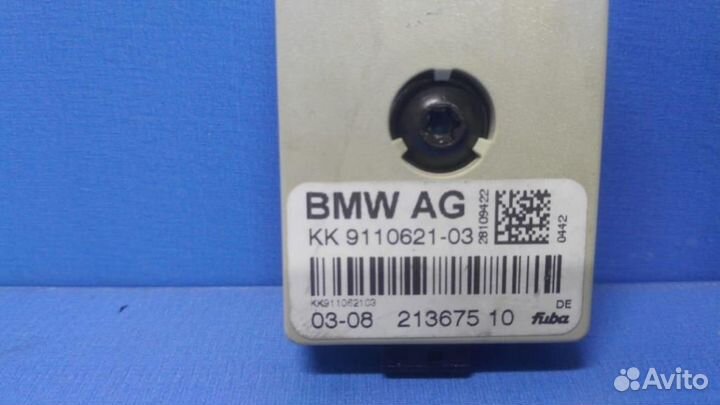 BMW AG
KK 9110621-03
28109422
0442
KK911062103
DE
03-08 213675 10 fuba
Avito